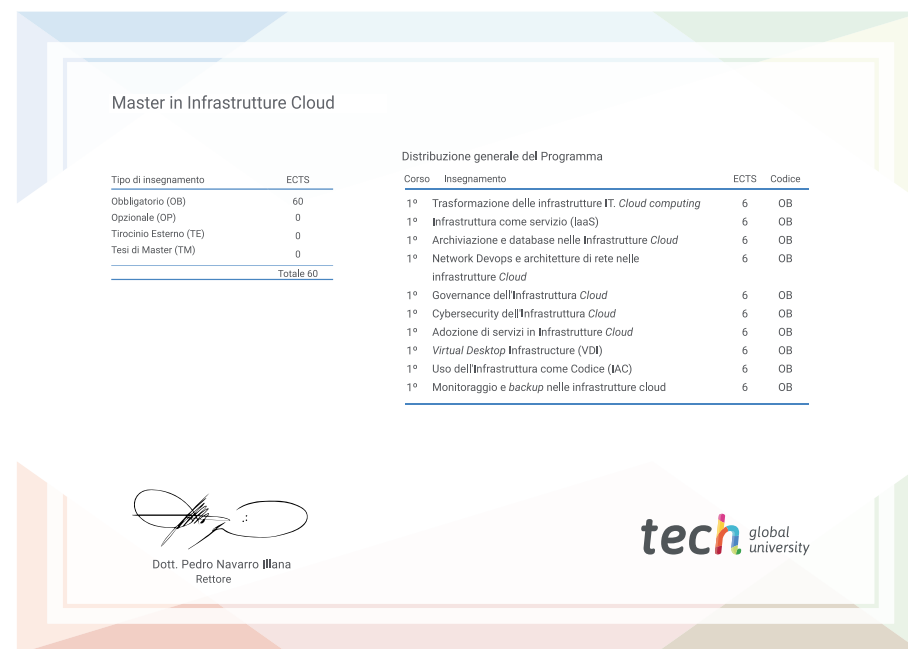 Master in Infrastrutture Cloud
Tipo di insegnamento ECTS
Obbligatorio (OB) 60
Opzionale (OP) 0
Tirocinio Esterno (TE) 0
Tesi di Master (TM) 0
Totale 60
Distribuzione generale del Programma
Corso Insegnamento ECTS Codice
1º Trasformazione delle infrastrutture IT. Cloud computing 6 OB
1º Infrastruttura come servizio (IaaS) 6 OB
1º Archiviazione e database nelle Infrastrutture Cloud 6 OB
1º Network Devops e architetture di rete nelle 6 OB
infrastrutture Cloud
1º Governance dell'Infrastruttura Cloud 6 OB
1º Cybersecurity dell'Infrastruttura Cloud 6 OB
1º Adozione di servizi in Infrastrutture Cloud 6 OB
1º Virtual Desktop Infrastructure (VDI) 6 OB
1º Uso dell'Infrastruttura come Codice (IAC) 6 OB
1º Monitoraggio e backup nelle infrastrutture cloud 6 OB
Dott. Pedro Navarro Illana
Rettore
tech global
university